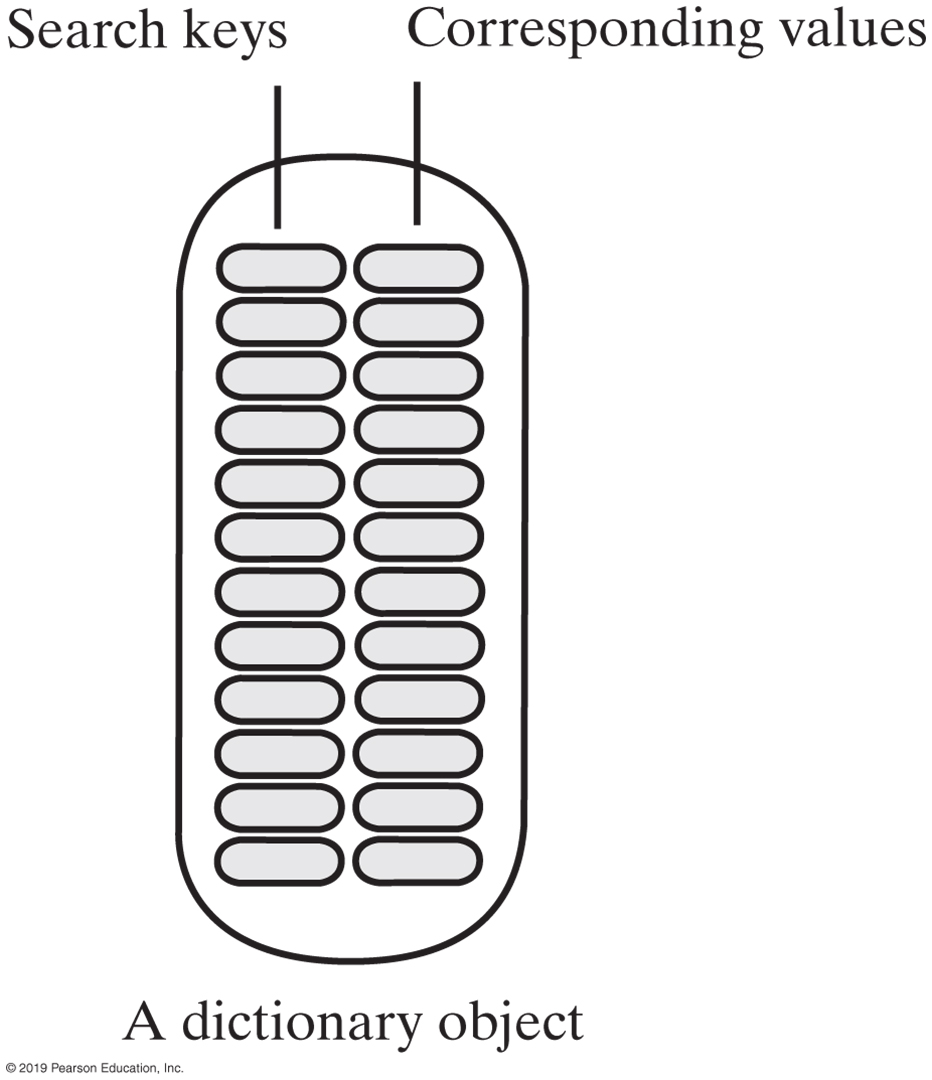 Search keys
Corresponding values
A dictionary object
© 2019 Pearson Education, Inc.